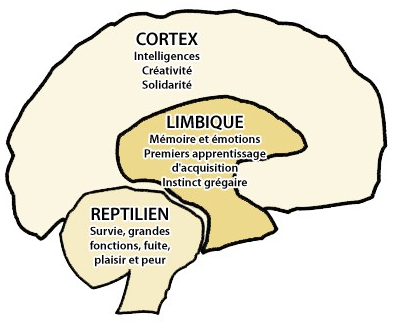 CORTEX
Intelligences
Créativité
Solidarité
LIMBIQUE
Mémoire et émotions
Premiers apprentissage
d'acquisition
Instinct grégaire
REPTILIEN
Survie, grandes
fonctions, fuite,
plaisir et peur